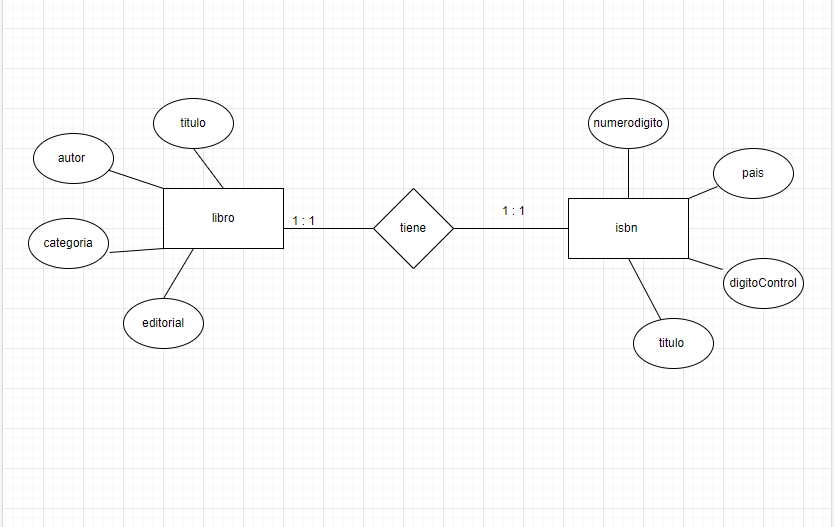 titulo
autor
categoria
editorial
libro
1 : 1
tiene
1 : 1
isbn
numerodigito
pais
digitoControl
titulo